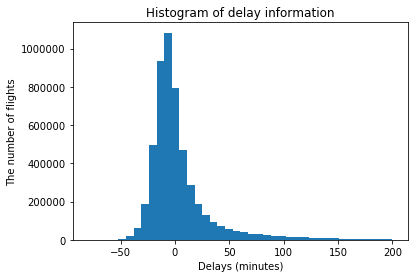 Histogram of delay information
The number of flights
1000000
800000
600000
400000
200000
0
−50 0 50 100 150 200
Delays (minutes)